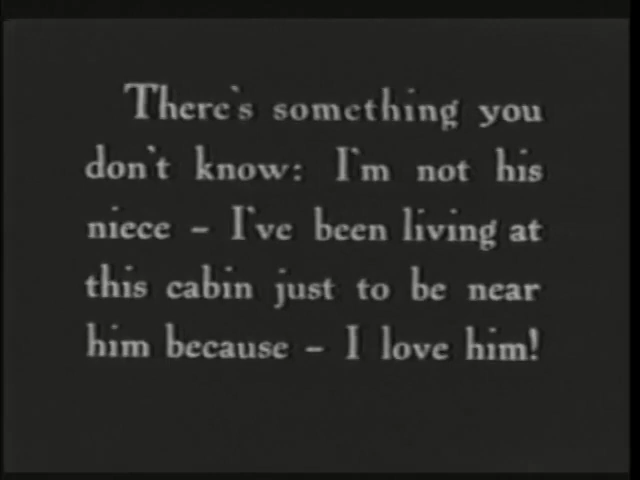 There's something you
don't know: I'm not his
niece - I've been living at
this cabin just to be near
him because - I love him!